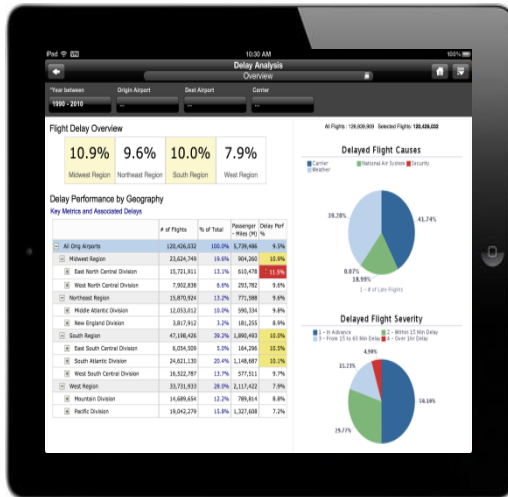 iPad 10:30 AM 100%
Delay Analysis
Overview
*Year between Origin Airport Dest Airport Carrier
1990 - 2010 -- -- --
Flight Delay Overview
All Flights: Selected Flights: 120,426,032
10.9% 9.6% 10.0% 7.9%
Midwest Region Northeast Region South Region West Region
Delayed Flight Causes
Carrier National Air System Security
Weather
39.20% 41.74%
0.07% 18.99%
1 - # of Late Flights
Delay Performance by Geography
Key Metrics and Associated Delays
# of Flights % of Total Passenger - Miles (M) Delay Perf %
All Orig Airports 120,426,032 100.0% 5,739,486 9.5%
Midwest Region 23,624,749 19.6% 904,260 10.9%
East North Central Division 15,721,911 13.1% 610,478 11.5%
West North Central Division 7,902,838 6.6% 293,782 9.6%
Northeast Region 15,870,924 13.2% 771,588 9.6%
Middle Atlantic Division 12,053,012 10.0% 590,334 9.8%
New England Division 3,817,912 3.2% 181,255 8.9%
South Region 47,198,426 39.2% 1,890,493
East South Central Division 6,054,509 5.0% 164,296 10.5%
South Atlantic Division 24,621,130 20.4% 1,148,687 10.1%
West South Central Division 16,522,787 13.7% 577,511 9.7%
West Region 33,731,933 28.0% 2,117,422 7.9%
Mountain Division 14,689,654 12.2% 789,814 8.8%
Pacific Division 19,042,279 15.8% 1,327,608 7.2%
Delayed Flight Severity
1 - In Advance 2 - Within 15 Min Delay
3 - From 15 to 60 Min Delay 4 - Over 1hr Delay
4.90%
15.23%
50.10%
29.77%